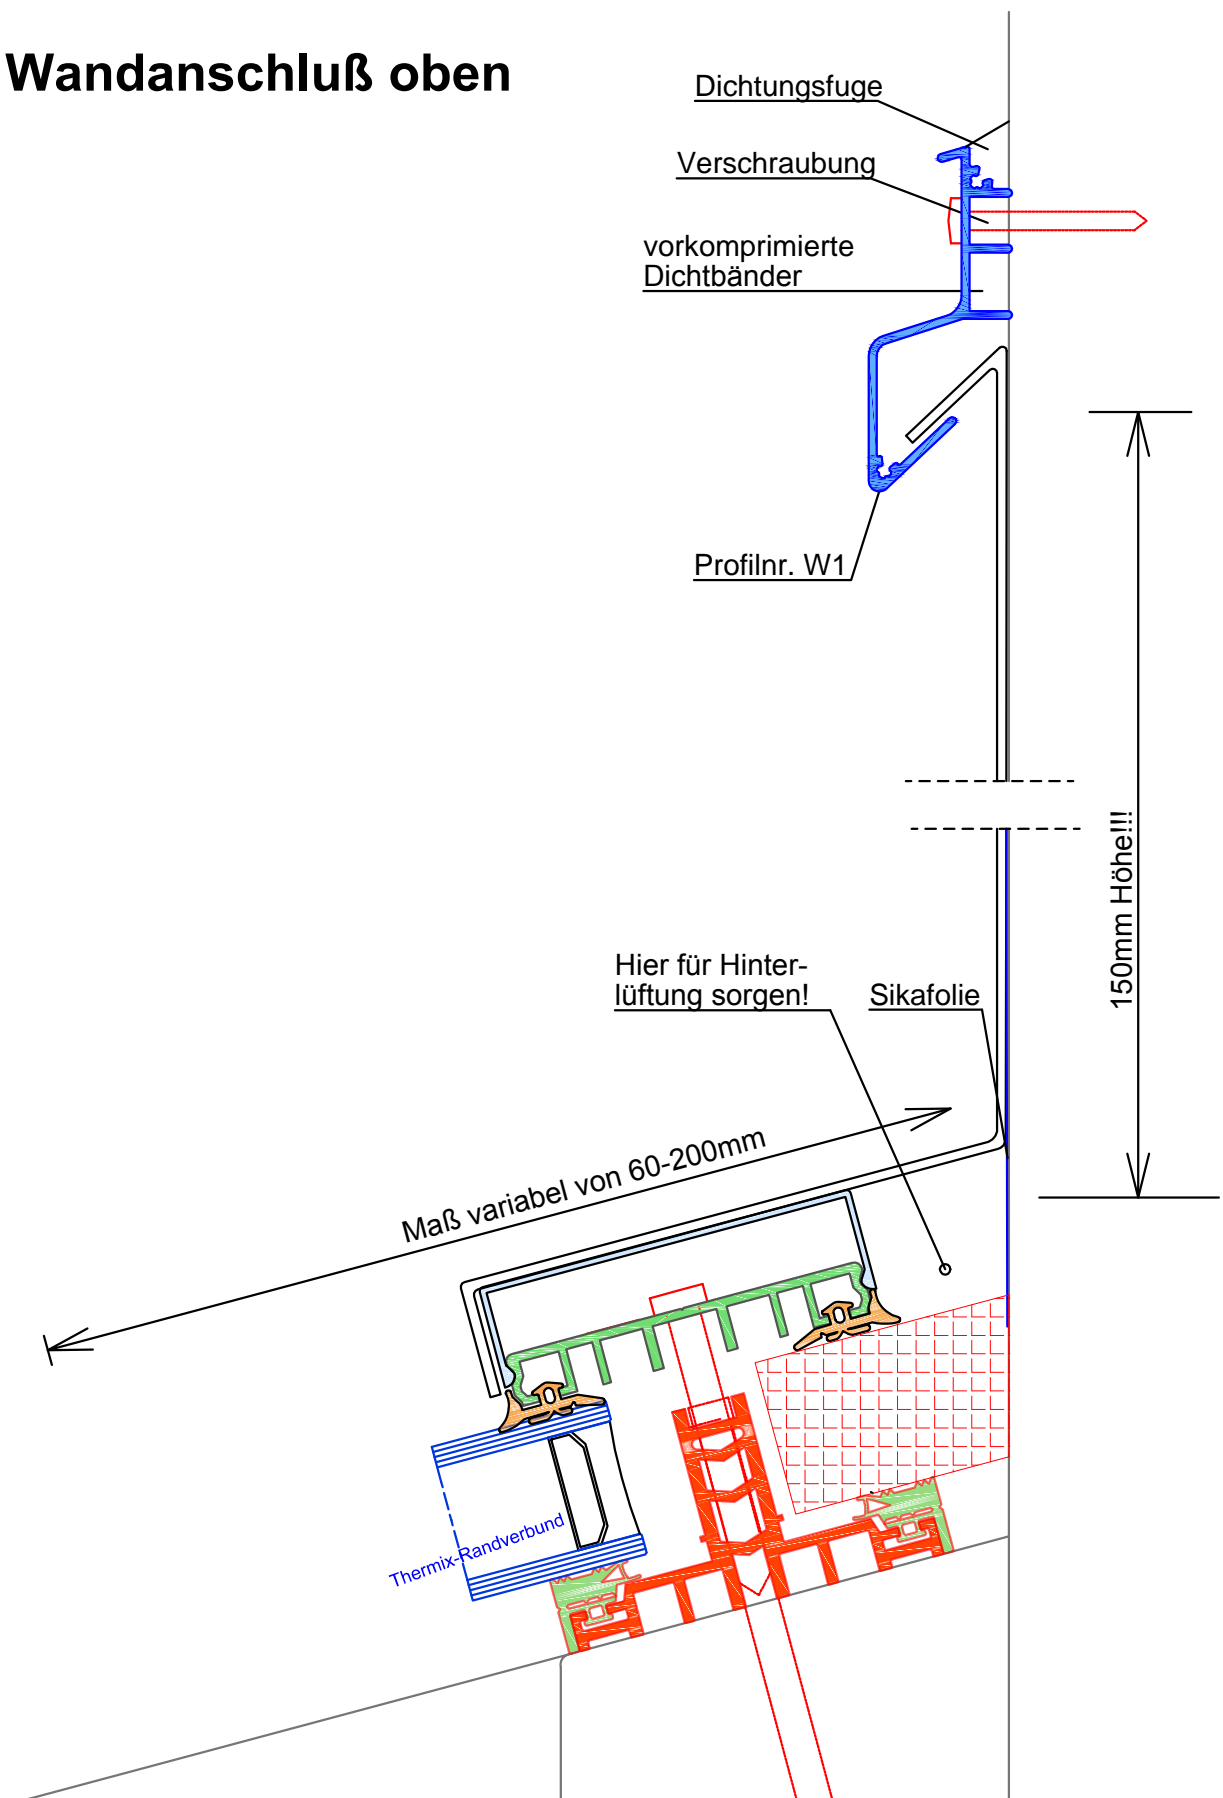 Wandanschluß oben
Dichtungsfuge
Verschraubung
vorkomprimierte
Dichtbänder
Profilnr. W1
150mm Höhe!!!
Hier für Hinter-
lüftung sorgen!
Sikafolie
Maß variabel von 60-200mm
Thermix-Randverbund